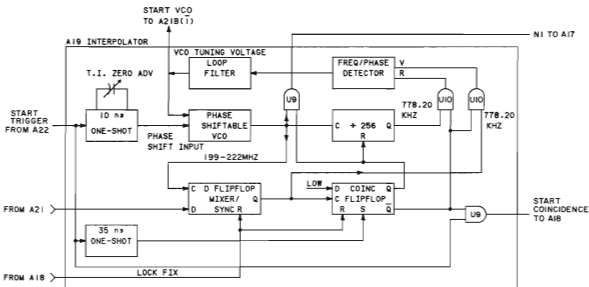 START VCO
TO A21B(1̄)
A19 INTERPOLATOR
N1 TO A17
VCO TUNING VOLTAGE
T.I. ZERO ADV
LOOP
FILTER
FREQ/PHASE
DETECTOR
V
R
U9
U10
U10
778.20
KHZ
778.20
KHZ
START
TRIGGER
FROM A22
10 ns
ONE-SHOT
PHASE
SHIFT INPUT
PHASE
SHIFTABLE
VCO
C ÷ 256 Q
R
199-222MHZ
C D FLIPFLOP
MIXER/ Q
D SYNC R
LOW
D COINC Q
C FLIPFLOP Q̄
R S
FROM A21
U9
START
COINCIDENCE
TO A18
35 ns
ONE-SHOT
FROM A18
LOCK FIX